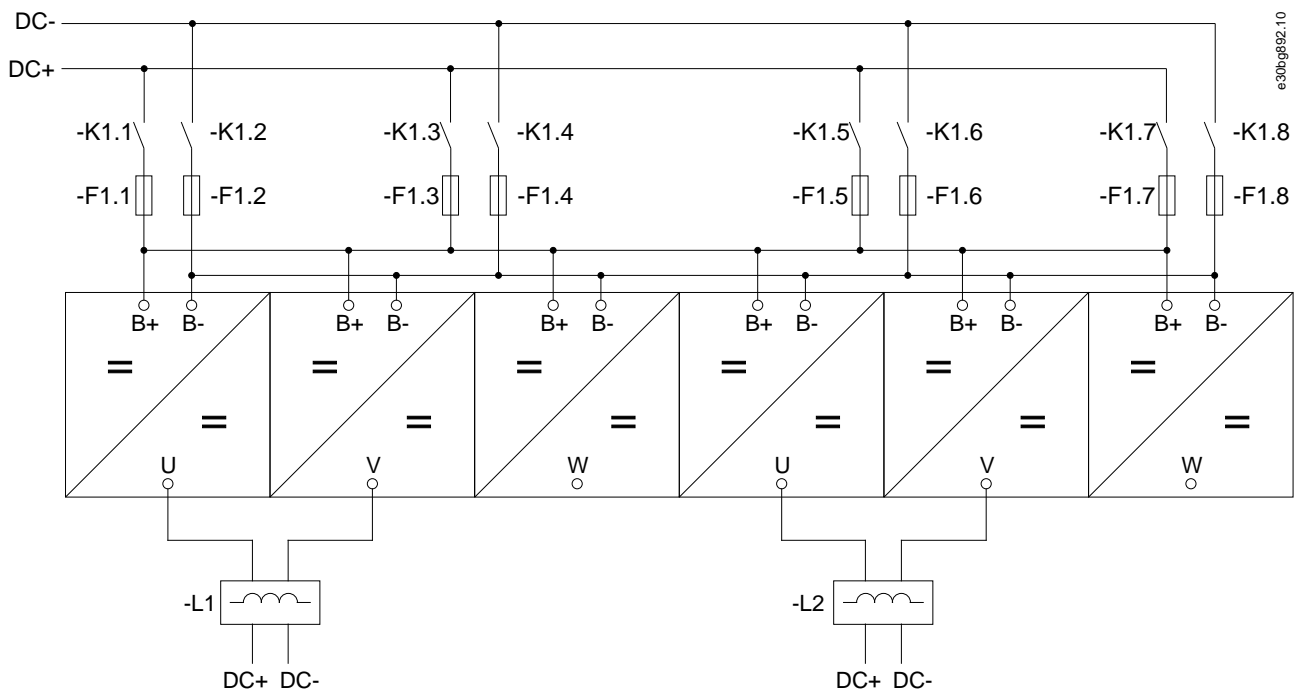 DC-
DC+
e30bg892.10
-K1.1 -K1.2 -K1.3 -K1.4 -K1.5 -K1.6 -K1.7 -K1.8
-F1.1 -F1.2 -F1.3 -F1.4 -F1.5 -F1.6 -F1.7 -F1.8
B+ B- B+ B- B+ B- B+ B- B+ B- B+ B-
U V W U V W
-L1 -L2
DC+ DC- DC+ DC-